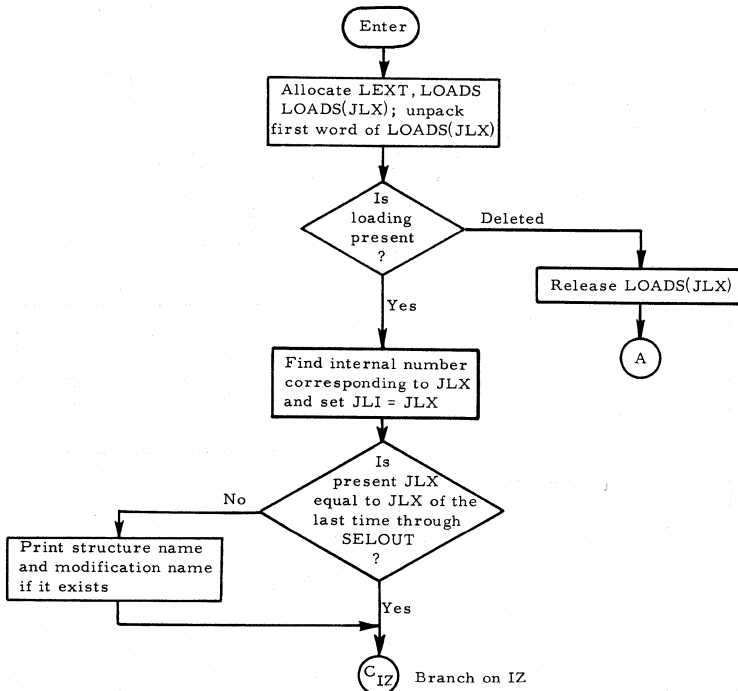 Enter
Allocate LEXT, LOADS
LOADS(JLX); unpack
first word of LOADS(JLX)
Is
loading
present
?
Deleted
Release LOADS(JLX)
A
Yes
Find internal number
corresponding to JLX
and set JLI = JLX
Is
present JLX
equal to JLX of the
last time through
SELOUT
?
No
Print structure name
and modification name
if it exists
Yes
C_IZ Branch on IZ